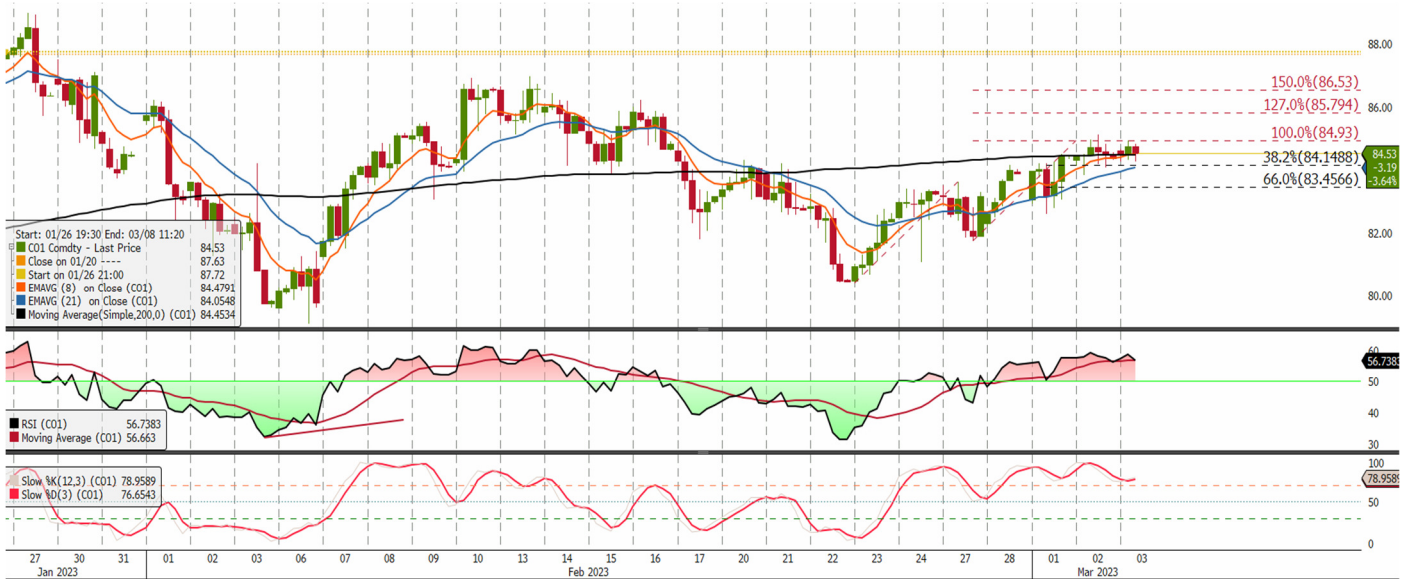 88.00
150.0%(86.53)
86.00
127.0%(85.794)
100.0%(84.93)
84.53
-3.19
-3.64%
38.2%(84.1488)
66.0%(83.4566)
82.00
80.00
Start: 01/26 19:30 End: 03/08 11:20
CO1 Comdty - Last Price 84.53
Close on 01/20 ---- 87.63
Start on 01/26 21:00 87.72
EMAVG (8) on Close (CO1) 84.4791
EMAVG (21) on Close (CO1) 84.0548
Moving Average(Simple,200,0) (CO1) 84.4534
60
56.7383
50
40
30
RSI (CO1) 56.7383
Moving Average (CO1) 56.663
100
78.9589
50
0
Slow %K(12,3) (CO1) 78.9589
Slow %D(3) (CO1) 76.6543
27 30 31 01 02 03 06 07 08 09 10 13 14 15 16 17 20 21 22 23 24 27 28 01 02 03
Jan 2023 Feb 2023 Mar 2023